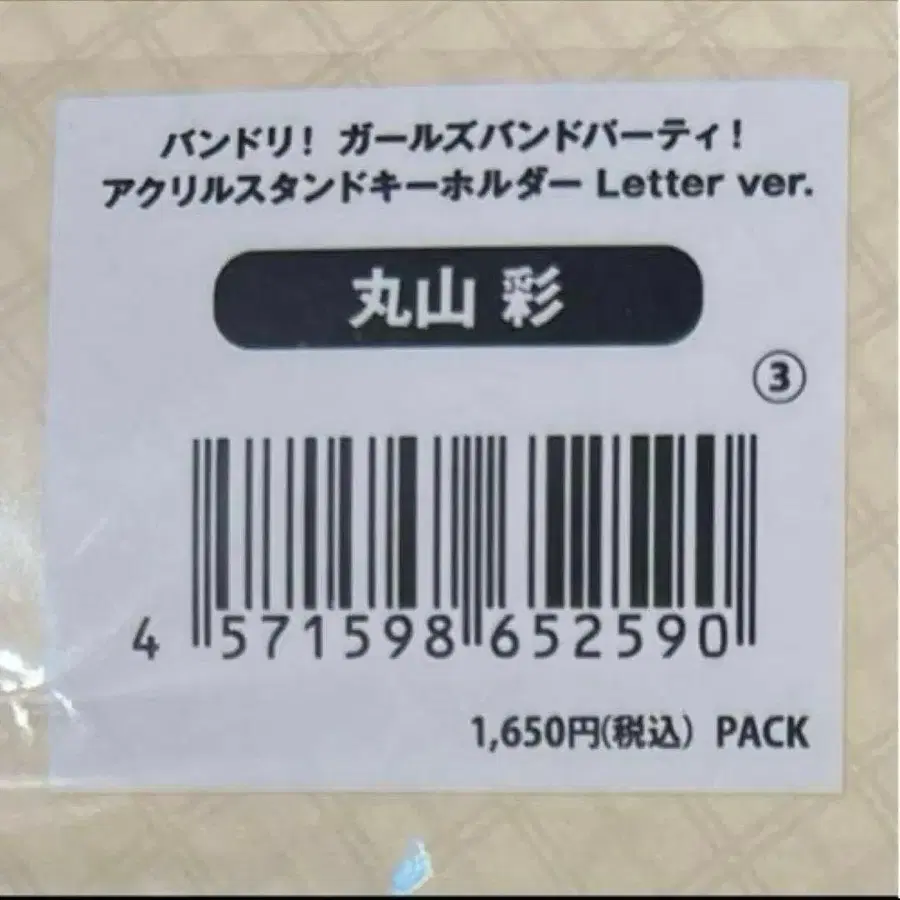 バンドリ! ガールズバンドパーティ!
アクリルスタンドキーホルダー Letter ver.
丸山 彩
③
4 571598 652590
1,650円(税込) PACK